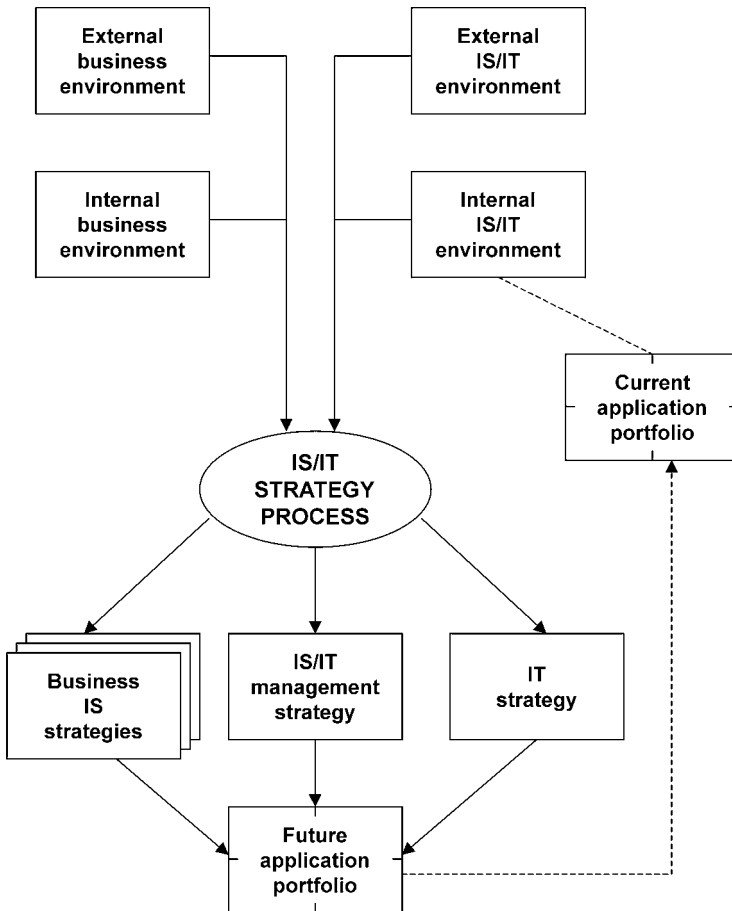 External
business
environment
External
IS/IT
environment
Internal
business
environment
Internal
IS/IT
environment
Current
application
portfolio
IS/IT
STRATEGY
PROCESS
Business
IS
strategies
IS/IT
management
strategy
IT
strategy
Future
application
portfolio